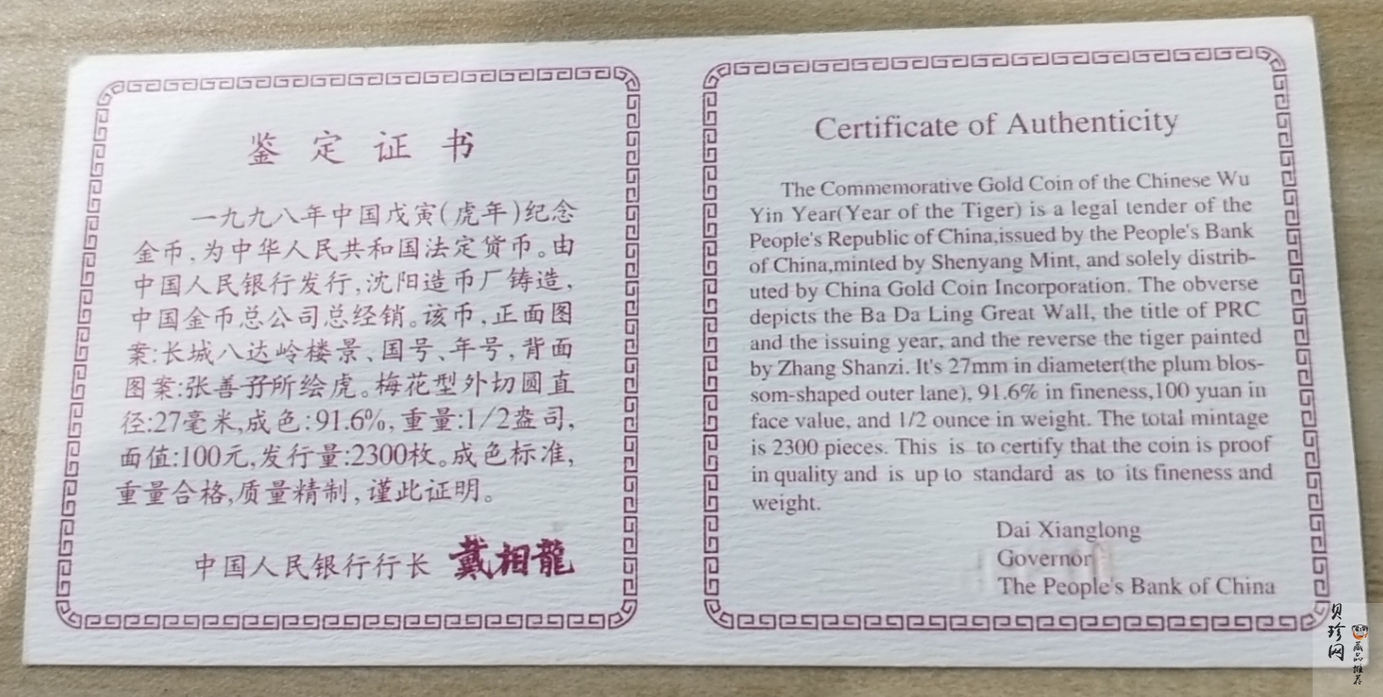 鉴定证书
一九九八年中国戊寅(虎年)纪念
金币,为中华人民共和国法定货币。由
中国人民银行发行,沈阳造币厂铸造,
中国金币总公司总经销。该币,正面图
案:长城八达岭楼景、国号、年号,背面
图案:张善孖所绘虎。梅花型外切圆直
径:27毫米,成色:91.6%,重量:1/2盎司,
面值:100元,发行量:2300枚。成色标准,
重量合格,质量精制,谨此证明。
中国人民银行行长 戴相龍
Certificate of Authenticity
The Commemorative Gold Coin of the Chinese Wu
Yin Year(Year of the Tiger) is a legal tender of the
People's Republic of China,issued by the People's Bank
of China,minted by Shenyang Mint, and solely distrib-
uted by China Gold Coin Incorporation. The obverse
depicts the Ba Da Ling Great Wall, the title of PRC
and the issuing year, and the reverse the tiger painted
by Zhang Shanzi. It's 27mm in diameter(the plum blos-
som-shaped outer lane), 91.6% in fineness,100 yuan in
face value, and 1/2 ounce in weight. The total mintage
is 2300 pieces. This is to certify that the coin is proof
in quality and is up to standard as to its fineness and
weight.
Dai Xianglong
Governor
The People's Bank of China
贝珍网
藏品推荐